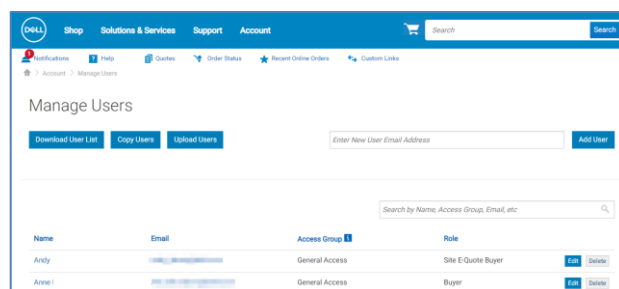 DELL Shop Solutions & Services Support Account Search Search
1 Notifications ? Help Quotes Order Status Recent Online Orders Custom Links
> Account > Manage Users
Manage Users
Download User List Copy Users Upload Users Enter New User Email Address Add User
Search by Name, Access Group, Email, etc
Name Email Access Group i Role
Andy General Access Site E-Quote Buyer Edit Delete
Anne General Access Buyer Edit Delete